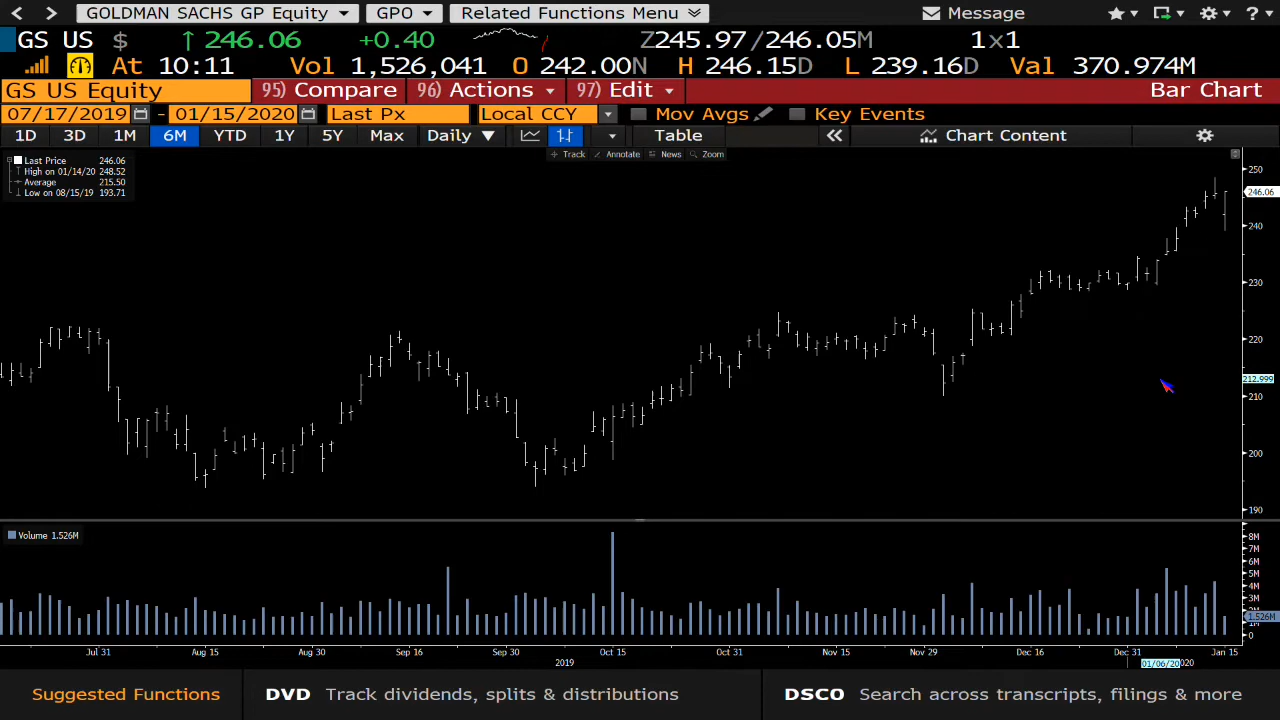 GOLDMAN SACHS GP Equity GPO Related Functions Menu Message ?
GS US $ ↑ 246.06 +0.40 Z245.97/246.05M 1x1
At 10:11 Vol 1,526,041 O 242.00N H 246.15D L 239.16D Val 370.974M
GS US Equity 95) Compare 96) Actions 97) Edit Bar Chart
07/17/2019 - 01/15/2020 Last Px Local CCY Mov Avgs Key Events
1D 3D 1M 6M YTD 1Y 5Y Max Daily ▼ Table « Chart Content
Track Annotate News Zoom
Last Price 246.06
High on 01/14/20 248.52
Average 215.50
Low on 08/15/19 193.71
250
246.06
240
230
220
212.999
210
200
190
Volume 1.526M
8M
7M
6M
5M
4M
3M
2M
1.526M
1M
0
Jul 31 Aug 15 Aug 30 Sep 16 Sep 30 Oct 15 Oct 31 Nov 15 Nov 29 Dec 16 Dec 31 Jan 15
2019 01/06/20 020
Suggested Functions DVD Track dividends, splits & distributions DSCO Search across transcripts, filings & more